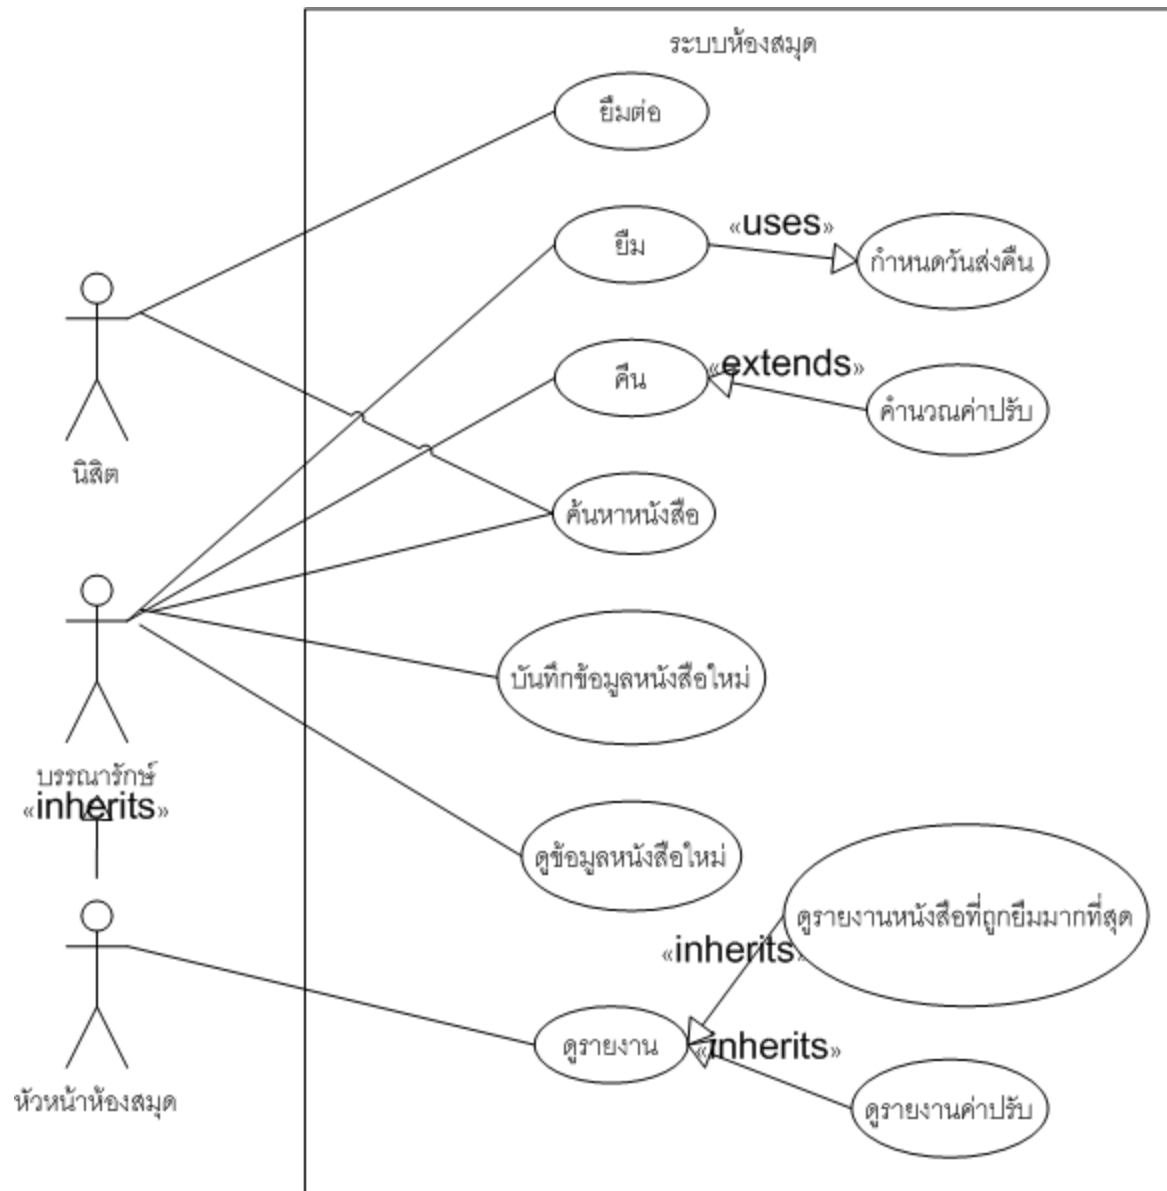 ระบบห้องสมุด
ยืมต่อ
ยืม
«uses»
กำหนดวันส่งคืน
คืน
«extends»
คำนวณค่าปรับ
นิสิต
ค้นหาหนังสือ
บันทึกข้อมูลหนังสือใหม่
บรรณารักษ์
«inherits»
ดูข้อมูลหนังสือใหม่
ดูรายงานหนังสือที่ถูกยืมมากที่สุด
«inherits»
ดูรายงาน
«inherits»
หัวหน้าห้องสมุด
ดูรายงานค่าปรับ